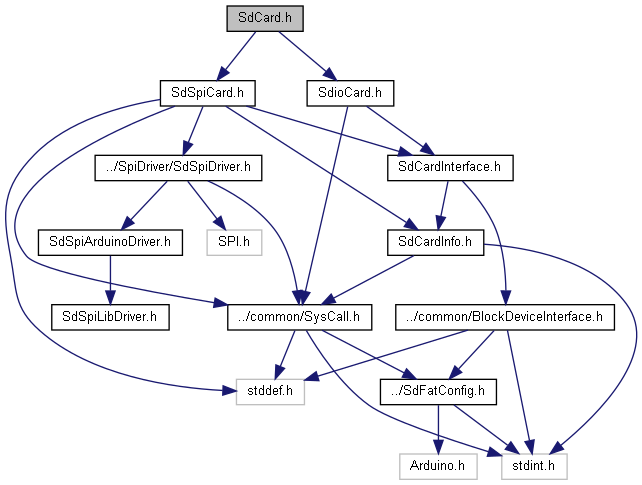 SdCard.h
SdSpiCard.h
SdioCard.h
../SpiDriver/SdSpiDriver.h
SdCardInterface.h
SdSpiArduinoDriver.h
SPI.h
SdCardInfo.h
SdSpiLibDriver.h
../common/SysCall.h
../common/BlockDeviceInterface.h
stddef.h
../SdFatConfig.h
Arduino.h
stdint.h